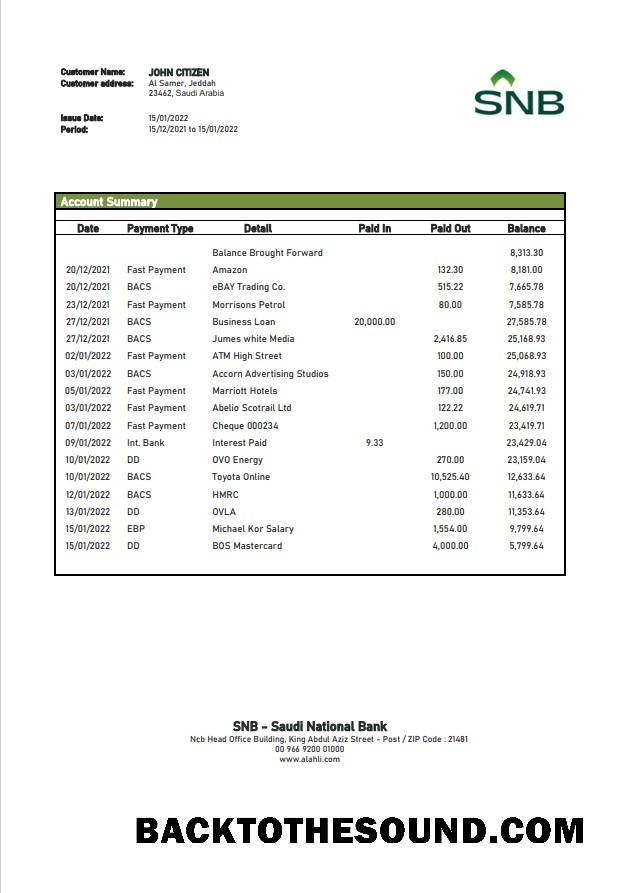 Customer Name: JOHN CITIZEN
Customer address: Al Samer, Jeddah
23462, Saudi Arabia
SNB
Issue Date: 15/01/2022
Period: 15/12/2021 to 15/01/2022
Account Summary
Date Payment Type Detail Paid In Paid Out Balance
Balance Brought Forward 8,313.30
20/12/2021 Fast Payment Amazon 132.30 8,181.00
20/12/2021 BACS eBAY Trading Co. 515.22 7,665.78
23/12/2021 Fast Payment Morrisons Petrol 80.00 7,585.78
27/12/2021 BACS Business Loan 20,000.00 27,585.78
27/12/2021 BACS Jumes white Media 2,416.85 25,168.93
02/01/2022 Fast Payment ATM High Street 100.00 25,068.93
03/01/2022 BACS Accorn Advertising Studios 150.00 24,918.93
05/01/2022 Fast Payment Marriott Hotels 177.00 24,741.93
03/01/2022 Fast Payment Abelio Scotrail Ltd 122.22 24,619.71
07/01/2022 Fast Payment Cheque 000234 1,200.00 23,419.71
09/01/2022 Int. Bank Interest Paid 9.33 23,429.04
10/01/2022 DD OVO Energy 270.00 23,159.04
10/01/2022 BACS Toyota Online 10,525.40 12,633.64
12/01/2022 BACS HMRC 1,000.00 11,633.64
13/01/2022 DD OVLA 280.00 11,353.64
15/01/2022 EBP Michael Kor Salary 1,554.00 9,799.64
15/01/2022 DD BOS Mastercard 4,000.00 5,799.64
SNB - Saudi National Bank
Ncb Head Office Building, King Abdul Aziz Street - Post / ZIP Code : 21481
00 966 9200 01000
www.alahli.com
BACKTOTHESOUND.COM